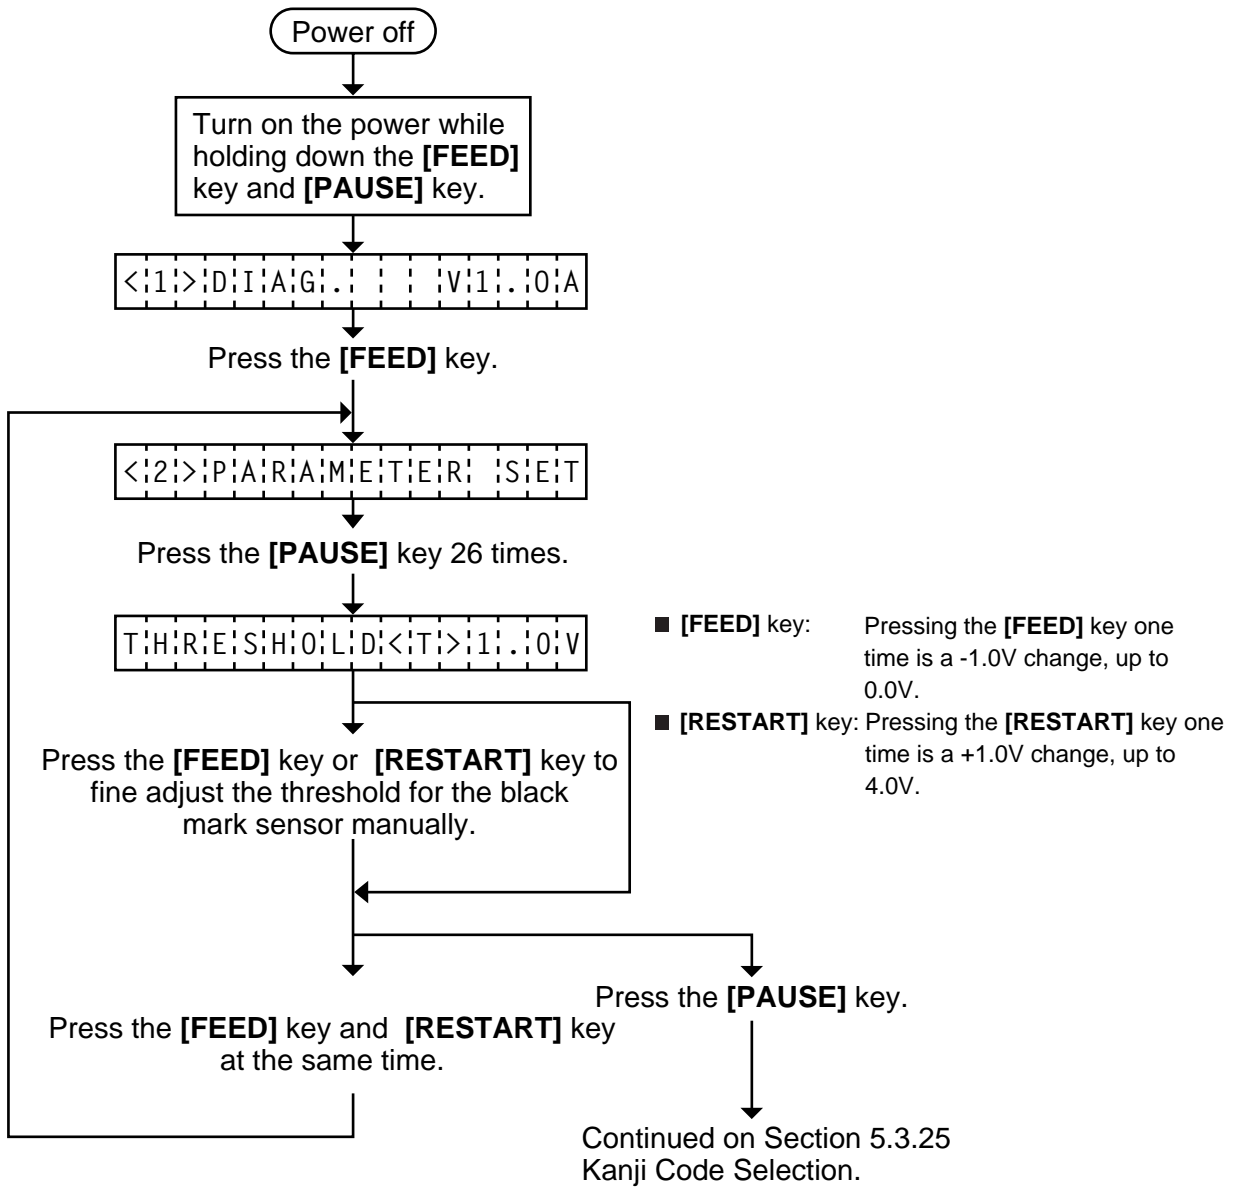 Power off
Turn on the power while
holding down the [FEED]
key and [PAUSE] key.
<1>DIAG.   V1.0A
Press the [FEED] key.
<2>PARAMETER SET
Press the [PAUSE] key 26 times.
THRESHOLD<T>1.0V
■ [FEED] key: Pressing the [FEED] key one
time is a -1.0V change, up to
0.0V.
■ [RESTART] key: Pressing the [RESTART] key one
time is a +1.0V change, up to
4.0V.
Press the [FEED] key or [RESTART] key to
fine adjust the threshold for the black
mark sensor manually.
Press the [FEED] key and [RESTART] key
at the same time.
Press the [PAUSE] key.
Continued on Section 5.3.25
Kanji Code Selection.